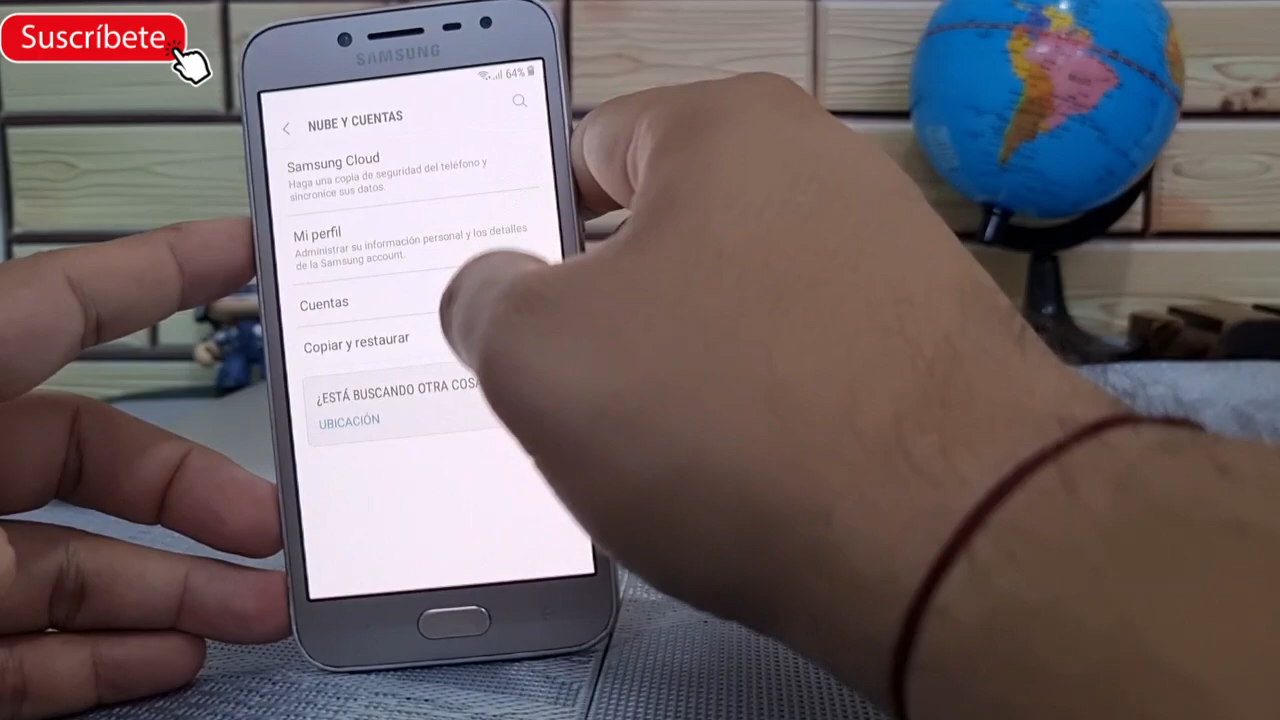 Suscríbete
SAMSUNG
64%
NUBE Y CUENTAS
Samsung Cloud
Haga una copia de seguridad del teléfono y
sincronice sus datos.
Mi perfil
Administrar su información personal y los detalles
de la Samsung account.
Cuentas
Copiar y restaurar
¿ESTÁ BUSCANDO OTRA COSA
UBICACIÓN